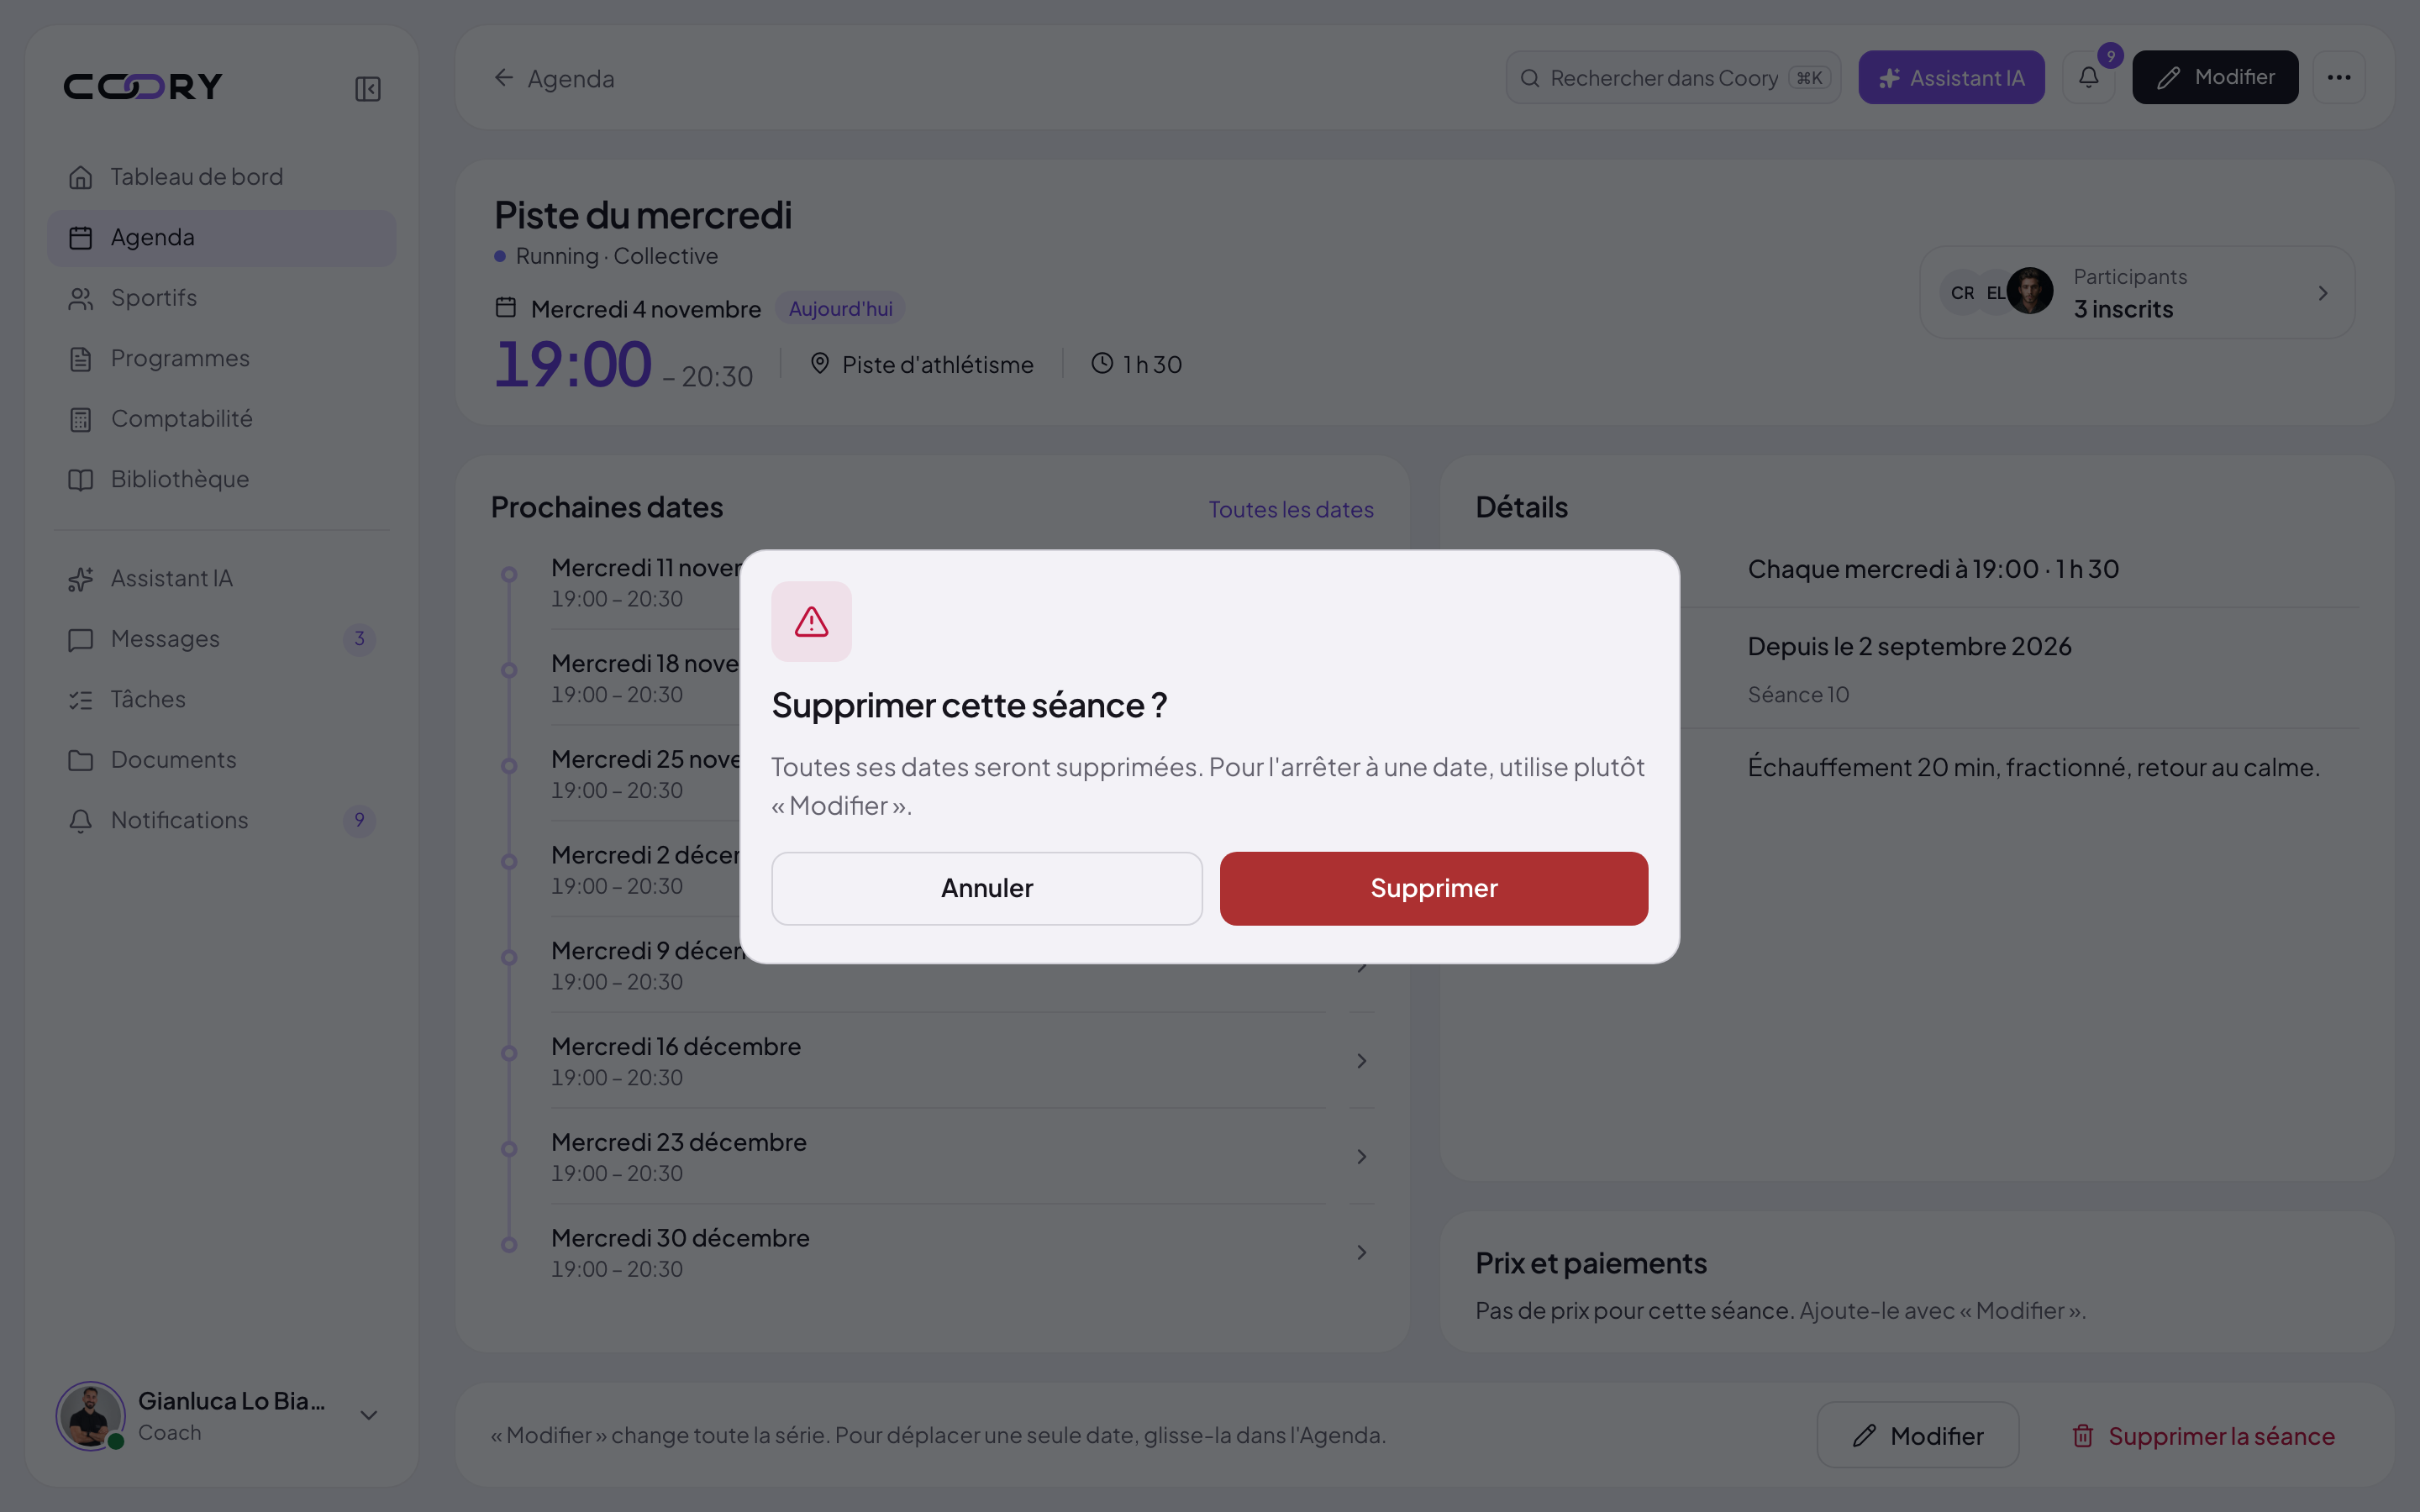 COORY
Agenda
Rechercher dans Coory ⌘K
Assistant IA
9
Modifier
Tableau de bord
Agenda
Sportifs
Programmes
Comptabilité
Bibliothèque
Assistant IA
Messages 3
Tâches
Documents
Notifications 9
Gianluca Lo Bia...
Coach
Piste du mercredi
Running · Collective
Mercredi 4 novembre Aujourd'hui
19:00 – 20:30 Piste d'athlétisme 1 h 30
CR EL
Participants
3 inscrits
Prochaines dates
Toutes les dates
Mercredi 11 nover
19:00 – 20:30
Mercredi 18 nove
19:00 – 20:30
Mercredi 25 nove
19:00 – 20:30
Mercredi 2 décer
19:00 – 20:30
Mercredi 9 décen
19:00 – 20:30
Mercredi 16 décembre
19:00 – 20:30
Mercredi 23 décembre
19:00 – 20:30
Mercredi 30 décembre
19:00 – 20:30
Supprimer cette séance ?
Toutes ses dates seront supprimées. Pour l'arrêter à une date, utilise plutôt
« Modifier ».
Annuler
Supprimer
Détails
Chaque mercredi à 19:00 · 1 h 30
Depuis le 2 septembre 2026
Séance 10
Échauffement 20 min, fractionné, retour au calme.
Prix et paiements
Pas de prix pour cette séance. Ajoute-le avec « Modifier ».
« Modifier » change toute la série. Pour déplacer une seule date, glisse-la dans l'Agenda.
Modifier
Supprimer la séance